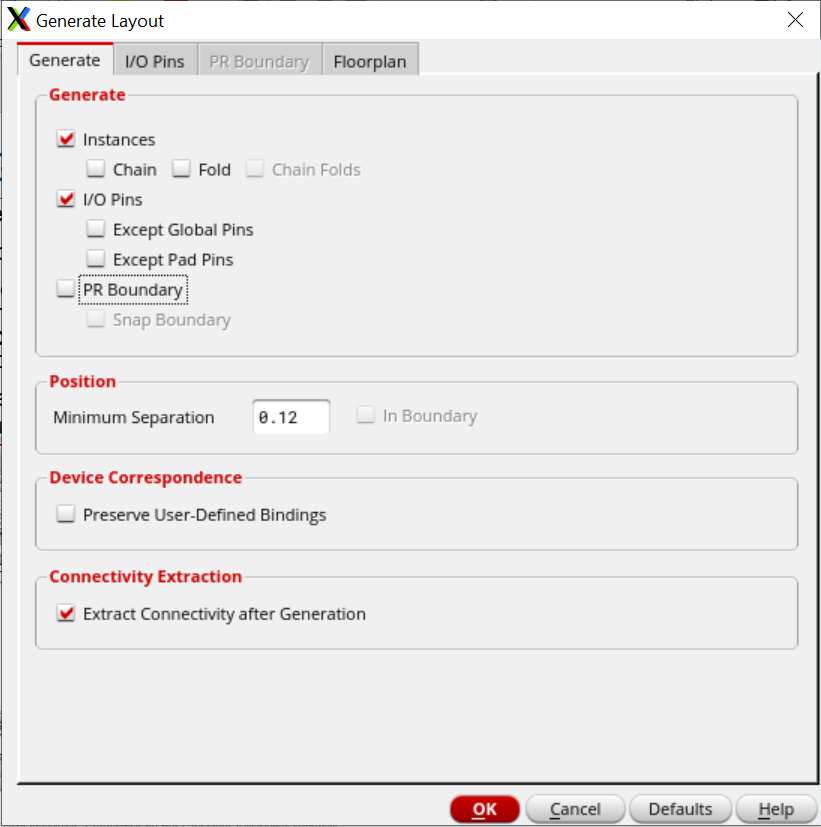 Generate Layout
Generate I/O Pins PR Boundary Floorplan
Generate
Instances
Chain Fold Chain Folds
I/O Pins
Except Global Pins
Except Pad Pins
PR Boundary
Snap Boundary
Position
Minimum Separation 0.12 In Boundary
Device Correspondence
Preserve User-Defined Bindings
Connectivity Extraction
Extract Connectivity after Generation
OK Cancel Defaults Help